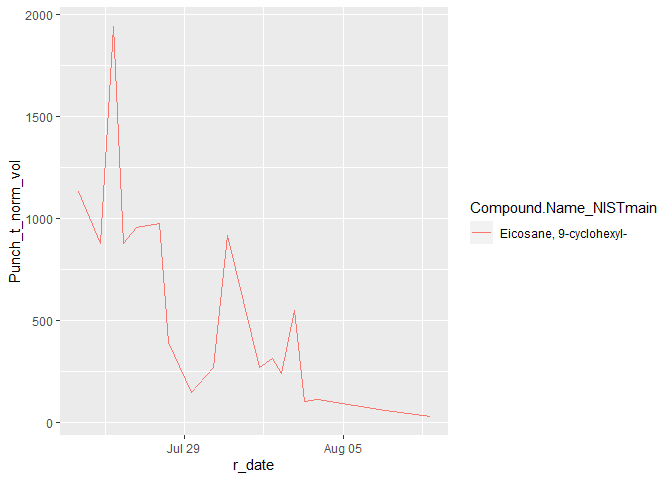 2000
1500
1000
500
0
Punch_t_norm_vol
Jul 29
Aug 05
r_date
Compound.Name_NISTmain
Eicosane, 9-cyclohexyl-